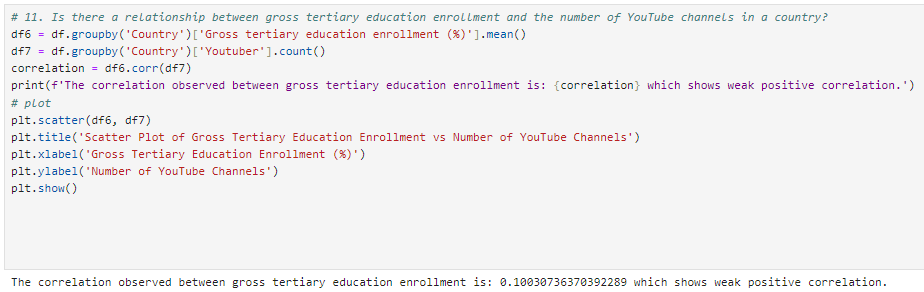 # 11. Is there a relationship between gross tertiary education enrollment and the number of YouTube channels in a country?
df6 = df.groupby('Country')['Gross tertiary education enrollment (%)'].mean()
df7 = df.groupby('Country')['Youtuber'].count()
correlation = df6.corr(df7)
print(f'The correlation observed between gross tertiary education enrollment is: {correlation} which shows weak positive correlation.')
# plot
plt.scatter(df6, df7)
plt.title('Scatter Plot of Gross Tertiary Education Enrollment vs Number of YouTube Channels')
plt.xlabel('Gross Tertiary Education Enrollment (%)')
plt.ylabel('Number of YouTube Channels')
plt.show()
The correlation observed between gross tertiary education enrollment is: 0.10030736370392289 which shows weak positive correlation.